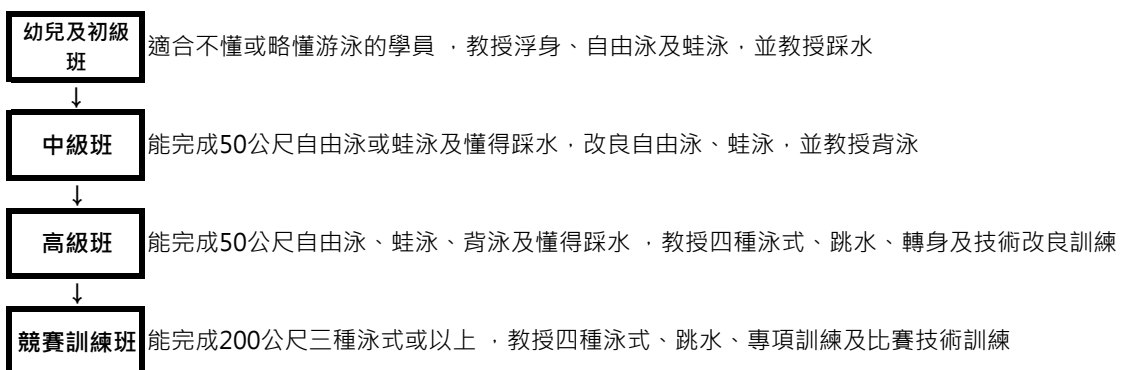 幼兒及初級班
適合不懂或略懂游泳的學員 ，教授浮身、自由泳及蛙泳，並教授踩水
↓
中級班
能完成50公尺自由泳或蛙泳及懂得踩水，改良自由泳、蛙泳，並教授背泳
↓
高級班
能完成50公尺自由泳、蛙泳、背泳及懂得踩水 ，教授四種泳式、跳水、轉身及技術改良訓練
↓
競賽訓練班
能完成200公尺三種泳式或以上 ，教授四種泳式、跳水、專項訓練及比賽技術訓練